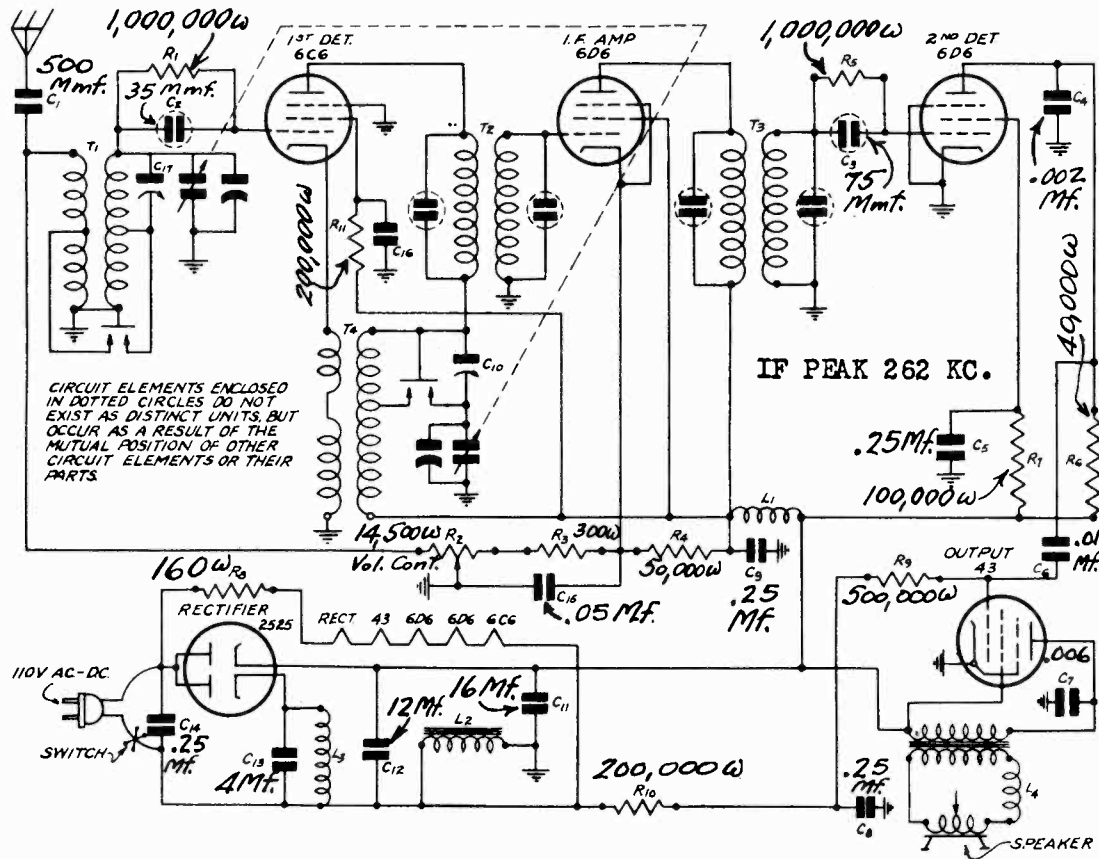 1,000,000ω
R1
500
Mmf.
C1
35 Mmf.
C2
1ST DET.
6C6
I.F. AMP
6D6
1,000,000ω
R5
2ND DET
6D6
C4
.002
Mf.
T1
C17
T2
T3
C3
75
Mmf.
R11
200,000ω
C16
40,000ω
T4
C10
IF PEAK 262 KC.
CIRCUIT ELEMENTS ENCLOSED
IN DOTTED CIRCLES DO NOT
EXIST AS DISTINCT UNITS, BUT
OCCUR AS A RESULT OF THE
MUTUAL POSITION OF OTHER
CIRCUIT ELEMENTS OR THEIR
PARTS.
.25 Mf.
C5
R7
R6
100,000ω
L1
14,500ω
Vol. Cont.
R2
R3
300ω
R4
50,000ω
C9
.25
Mf.
C15
.05 Mf.
R9
500,000ω
OUTPUT
43
C6
.01
Mf.
160ω
R8
RECTIFIER
25Z5
RECT. 43 6D6 6D6 6C6
.006
C7
110V AC-DC.
SWITCH
C14
.25
Mf.
C13
4Mf.
L3
12 Mf.
C12
L2
16 Mf.
C11
200,000ω
R10
.25
Mf.
C8
L4
SPEAKER